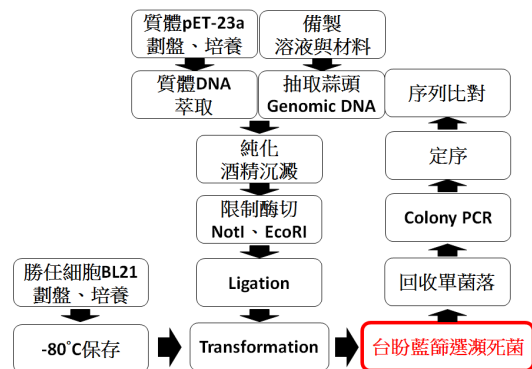 質體pET-23a
劃盤、培養
備製
溶液與材料
質體DNA
萃取
抽取蒜頭
Genomic DNA
序列比對
純化
酒精沉澱
定序
限制酶切
NotI、EcoRI
Colony PCR
勝任細胞BL21
劃盤、培養
Ligation
回收單菌落
-80˚C保存
Transformation
台盼藍篩選瀕死菌